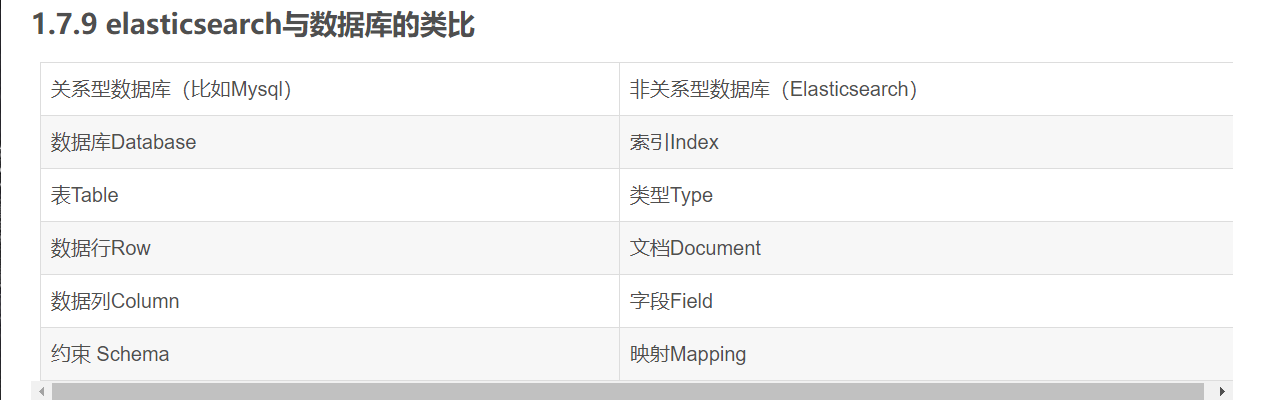 1.7.9 elasticsearch与数据库的类比
关系型数据库（比如Mysql） 非关系型数据库（Elasticsearch）
数据库Database 索引Index
表Table 类型Type
数据行Row 文档Document
数据列Column 字段Field
约束 Schema 映射Mapping